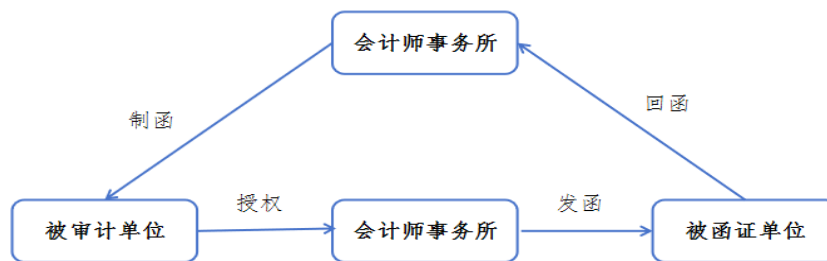 会计师事务所
制函
回函
被审计单位
授权
会计师事务所
发函
被函证单位